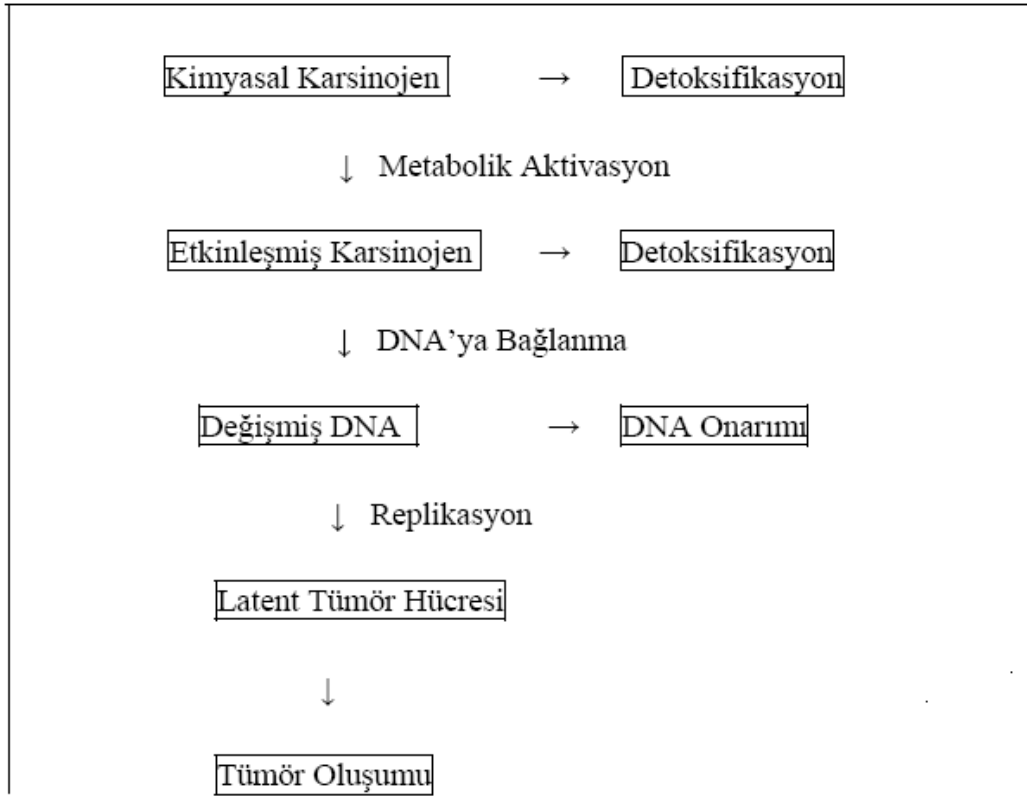 Kimyasal Karsinojen → Detoksifikasyon
↓ Metabolik Aktivasyon
Etkinleşmiş Karsinojen → Detoksifikasyon
↓ DNA’ya Bağlanma
Değişmiş DNA → DNA Onarımı
↓ Replikasyon
Latent Tümör Hücresi
↓
Tümör Oluşumu